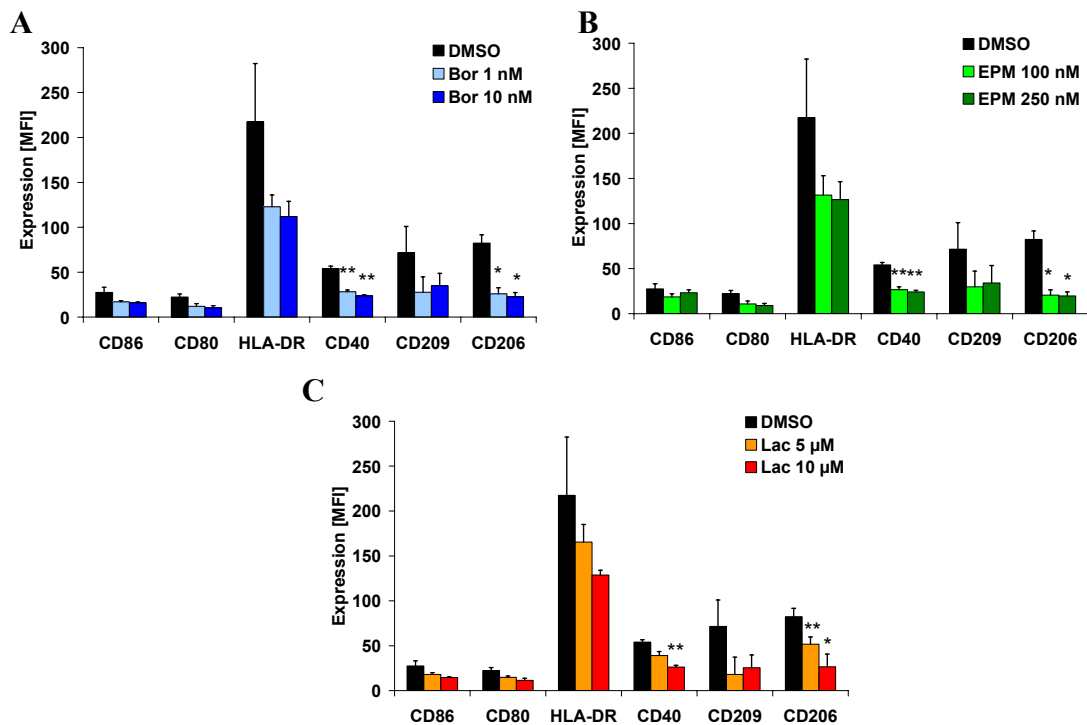 A
Expression [MFI]
300
250
200
150
100
50
0
DMSO
Bor 1 nM
Bor 10 nM
** ** * *
CD86 CD80 HLA-DR CD40 CD209 CD206
B
Expression [MFI]
300
250
200
150
100
50
0
DMSO
EPM 100 nM
EPM 250 nM
**** * *
CD86 CD80 HLA-DR CD40 CD209 CD206
C
Expression [MFI]
300
250
200
150
100
50
0
DMSO
Lac 5 µM
Lac 10 µM
** ** *
CD86 CD80 HLA-DR CD40 CD209 CD206